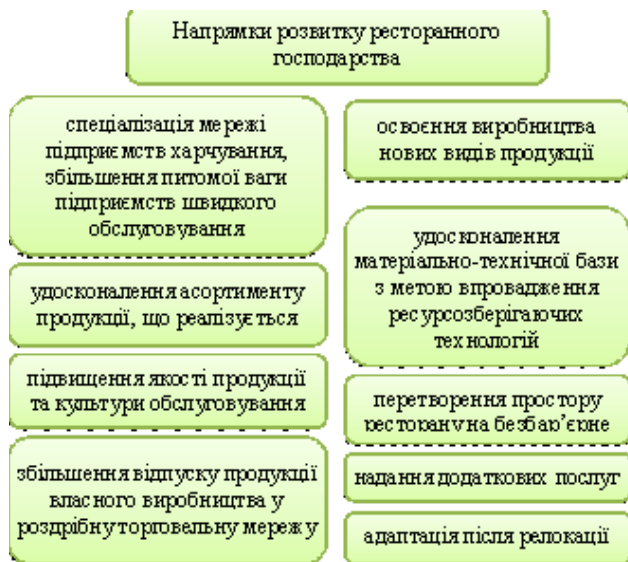 Напрямки розвитку ресторанного
господарства
спеціалізація мережі
підприємств харчування,
збільшення питомої ваги
підприємств швидкого
обслуговування
удосконалення асортименту
продукції, що реалізується
підвищення якості продукції
та культури обслуговування
збільшення відпуску продукції
власного виробництва у
роздрібну торговельну мережу
освоєння виробництва
нових видів продукції
удосконалення
матеріально-технічної бази
з метою впровадження
ресурсозберігаючих
технологій
перетворення простору
ресторану на безбар’єрне
надання додаткових послуг
адаптація після релокації